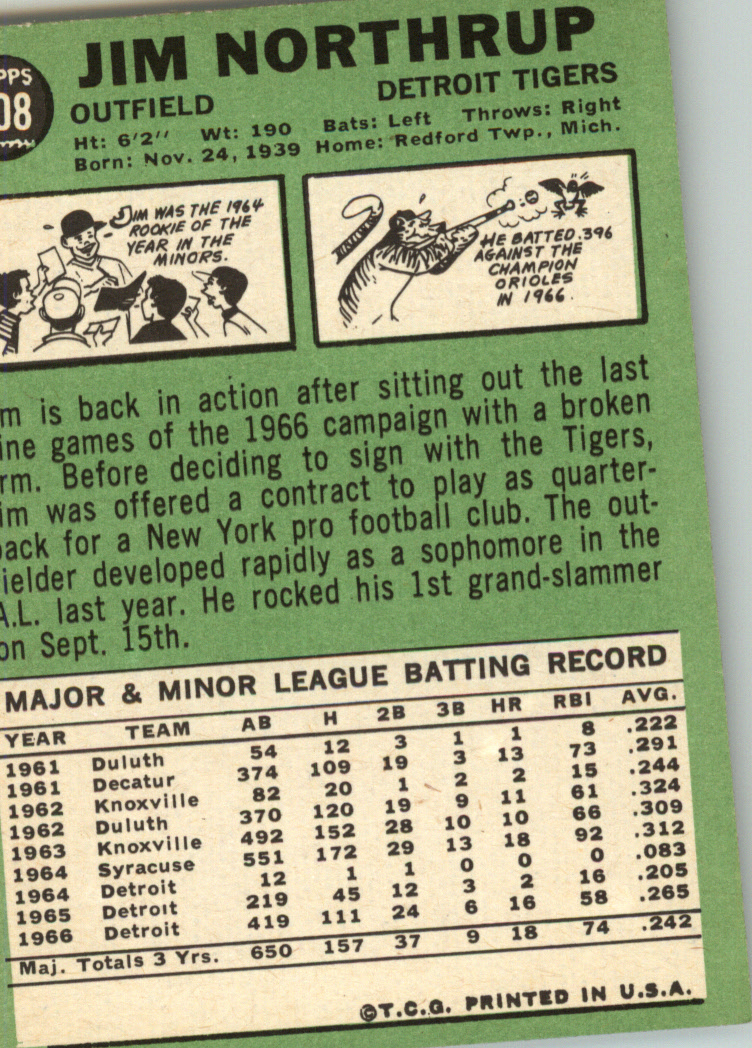 JIM NORTHRUP
PPS
08
OUTFIELD DETROIT TIGERS
Ht: 6'2" Wt: 190 Bats: Left Throws: Right
Born: Nov. 24, 1939 Home: Redford Twp., Mich.
JIM WAS THE 1964
ROOKIE OF THE
YEAR IN THE
MINORS.
HE BATTED .396
AGAINST THE
CHAMPION
ORIOLES
IN 1966.
m is back in action after sitting out the last
ine games of the 1966 campaign with a broken
rm. Before deciding to sign with the Tigers,
im was offered a contract to play as quarter-
back for a New York pro football club. The out-
ielder developed rapidly as a sophomore in the
A.L. last year. He rocked his 1st grand-slammer
on Sept. 15th.
MAJOR & MINOR LEAGUE BATTING RECORD
YEAR TEAM AB H 2B 3B HR RBI AVG.
1961 Duluth 54 12 3 1 1 8 .222
1961 Decatur 374 109 19 3 13 73 .291
1962 Knoxville 82 20 1 2 2 15 .244
1962 Duluth 370 120 19 9 11 61 .324
1963 Knoxville 492 152 28 10 10 66 .309
1964 Syracuse 551 172 29 13 18 92 .312
1964 Detroit 12 1 1 0 0 0 .083
1965 Detroit 219 45 12 3 2 16 .205
1966 Detroit 419 111 24 6 16 58 .265
Maj. Totals 3 Yrs. 650 157 37 9 18 74 .242
©T.C.G. PRINTED IN U.S.A.